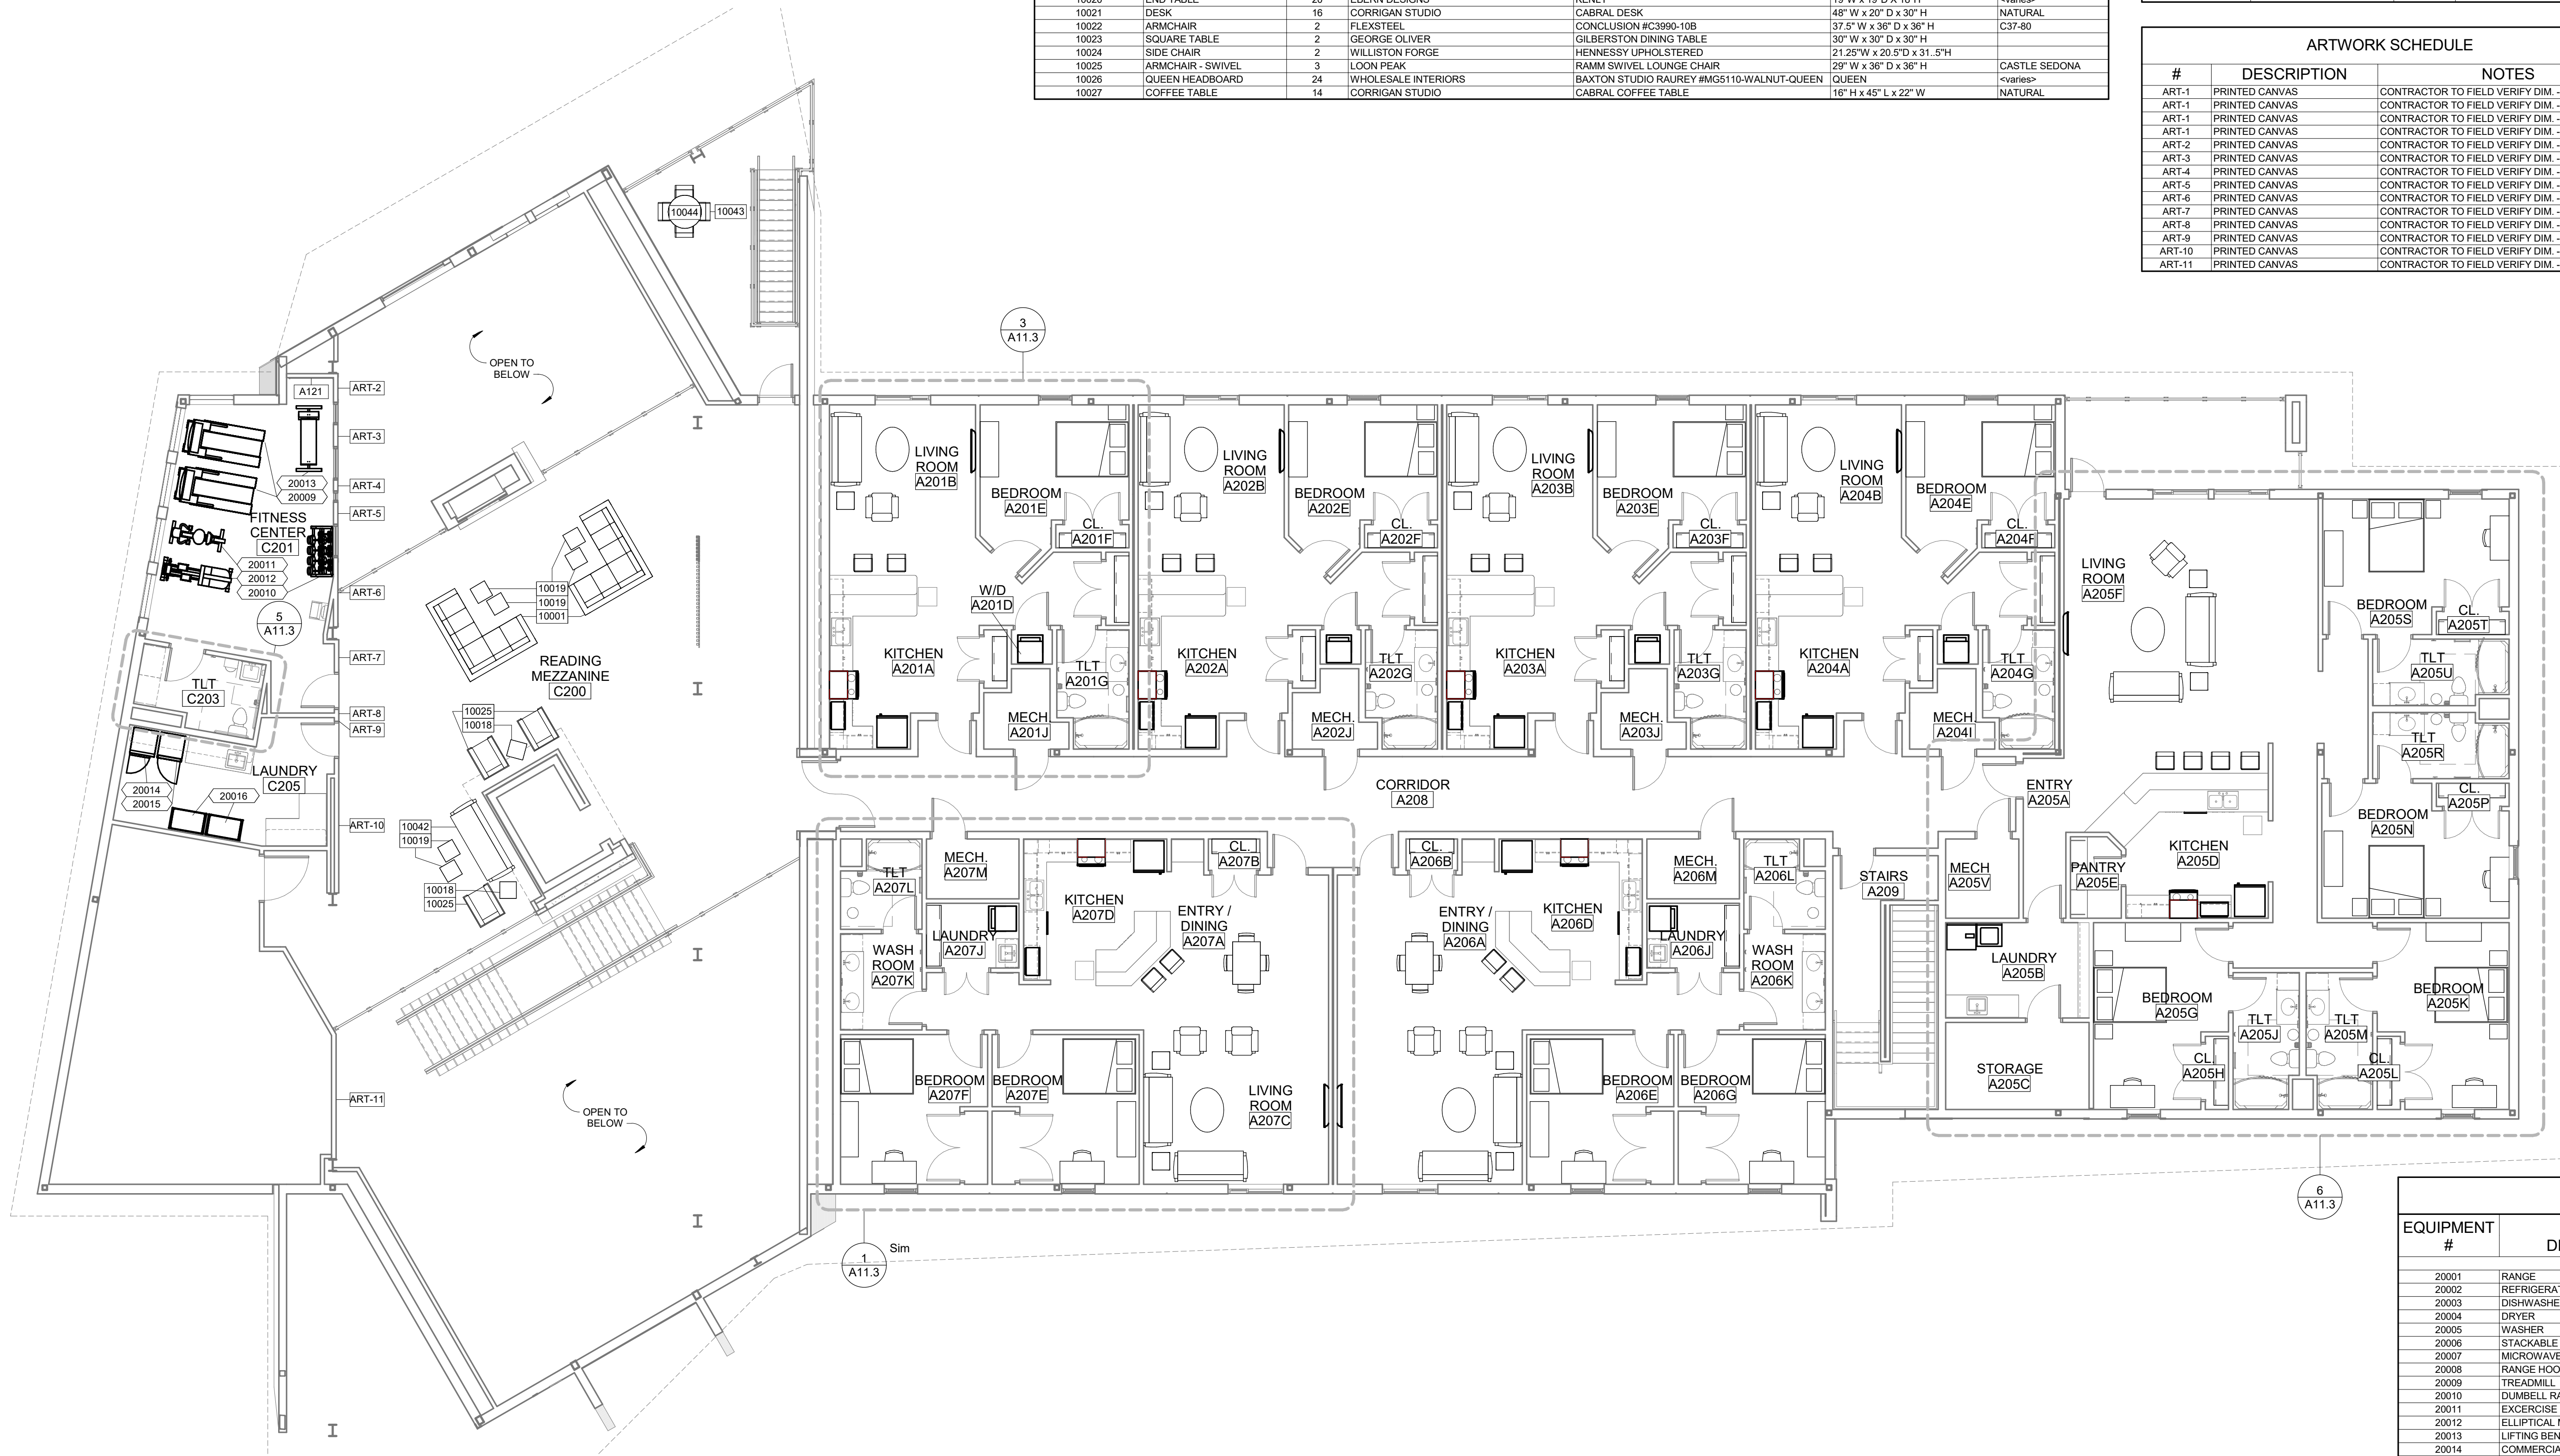 10020 END TABLE 20 EBERN DESIGNS KENLY 19"W x 19"D X 18"H <varies>
10021 DESK 16 CORRIGAN STUDIO CABRAL DESK 48" W x 20" D x 30" H NATURAL
10022 ARMCHAIR 2 FLEXSTEEL CONCLUSION #C3990-10B 37.5" W x 36" D x 36" H C37-80
10023 SQUARE TABLE 2 GEORGE OLIVER GILBERSTON DINING TABLE 30" W x 30" D x 30" H
10024 SIDE CHAIR 2 WILLISTON FORGE HENNESSY UPHOLSTERED 21.25"W x 20.5"D x 31..5"H
10025 ARMCHAIR - SWIVEL 3 LOON PEAK RAMM SWIVEL LOUNGE CHAIR 29" W x 36" D x 36" H CASTLE SEDONA
10026 QUEEN HEADBOARD 24 WHOLESALE INTERIORS BAXTON STUDIO RAUREY #MG5110-WALNUT-QUEEN QUEEN <varies>
10027 COFFEE TABLE 14 CORRIGAN STUDIO CABRAL COFFEE TABLE 16" H x 45" L x 22" W NATURAL
ARTWORK SCHEDULE
# DESCRIPTION NOTES
ART-1 PRINTED CANVAS CONTRACTOR TO FIELD VERIFY DIM. -
ART-1 PRINTED CANVAS CONTRACTOR TO FIELD VERIFY DIM. -
ART-1 PRINTED CANVAS CONTRACTOR TO FIELD VERIFY DIM. -
ART-1 PRINTED CANVAS CONTRACTOR TO FIELD VERIFY DIM. -
ART-2 PRINTED CANVAS CONTRACTOR TO FIELD VERIFY DIM. -
ART-3 PRINTED CANVAS CONTRACTOR TO FIELD VERIFY DIM. -
ART-4 PRINTED CANVAS CONTRACTOR TO FIELD VERIFY DIM. -
ART-5 PRINTED CANVAS CONTRACTOR TO FIELD VERIFY DIM. -
ART-6 PRINTED CANVAS CONTRACTOR TO FIELD VERIFY DIM. -
ART-7 PRINTED CANVAS CONTRACTOR TO FIELD VERIFY DIM. -
ART-8 PRINTED CANVAS CONTRACTOR TO FIELD VERIFY DIM. -
ART-9 PRINTED CANVAS CONTRACTOR TO FIELD VERIFY DIM. -
ART-10 PRINTED CANVAS CONTRACTOR TO FIELD VERIFY DIM. -
ART-11 PRINTED CANVAS CONTRACTOR TO FIELD VERIFY DIM. -
10044
10043
3
A11.3
OPEN TO
BELOW
A121
ART-2
ART-3
ART-4
ART-5
ART-6
ART-7
ART-8
ART-9
ART-10
ART-11
20013
20009
FITNESS
CENTER
C201
20011
20012
20010
5
A11.3
TLT
C203
10019
10019
10001
READING
MEZZANINE
C200
10025
10018
LAUNDRY
C205
20014
20015
20016
10042
10019
10018
10025
OPEN TO
BELOW
LIVING
ROOM
A201B
BEDROOM
A201E
CL.
A201F
W/D
A201D
KITCHEN
A201A
TLT
A201G
MECH.
A201J
LIVING
ROOM
A202B
BEDROOM
A202E
CL.
A202F
KITCHEN
A202A
TLT
A202G
MECH.
A202J
LIVING
ROOM
A203B
BEDROOM
A203E
CL.
A203F
KITCHEN
A203A
TLT
A203G
MECH.
A203J
LIVING
ROOM
A204B
BEDROOM
A204E
CL.
A204F
KITCHEN
A204A
TLT
A204G
MECH.
A204I
CORRIDOR
A208
LIVING
ROOM
A205F
BEDROOM
A205S
CL.
A205T
TLT
A205U
TLT
A205R
CL.
A205P
BEDROOM
A205N
ENTRY
A205A
KITCHEN
A205D
PANTRY
A205E
MECH
A205V
LAUNDRY
A205B
STORAGE
A205C
BEDROOM
A205G
TLT
A205J
CL.
A205H
TLT
A205M
CL.
A205L
BEDROOM
A205K
TLT
A207L
MECH.
A207M
KITCHEN
A207D
CL.
A207B
ENTRY /
DINING
A207A
LAUNDRY
A207J
WASH
ROOM
A207K
BEDROOM
A207F
BEDROOM
A207E
LIVING
ROOM
A207C
CL.
A206B
ENTRY /
DINING
A206A
KITCHEN
A206D
MECH.
A206M
TLT
A206L
LAUNDRY
A206J
WASH
ROOM
A206K
BEDROOM
A206E
BEDROOM
A206G
STAIRS
A209
1
A11.3
Sim
6
A11.3
EQUIPMENT
#
20001 RANGE
20002 REFRIGERAT
20003 DISHWASHE
20004 DRYER
20005 WASHER
20006 STACKABLE
20007 MICROWAVE
20008 RANGE HOO
20009 TREADMILL
20010 DUMBELL RA
20011 EXCERCISE
20012 ELLIPTICAL M
20013 LIFTING BEN
20014 COMMERCIA